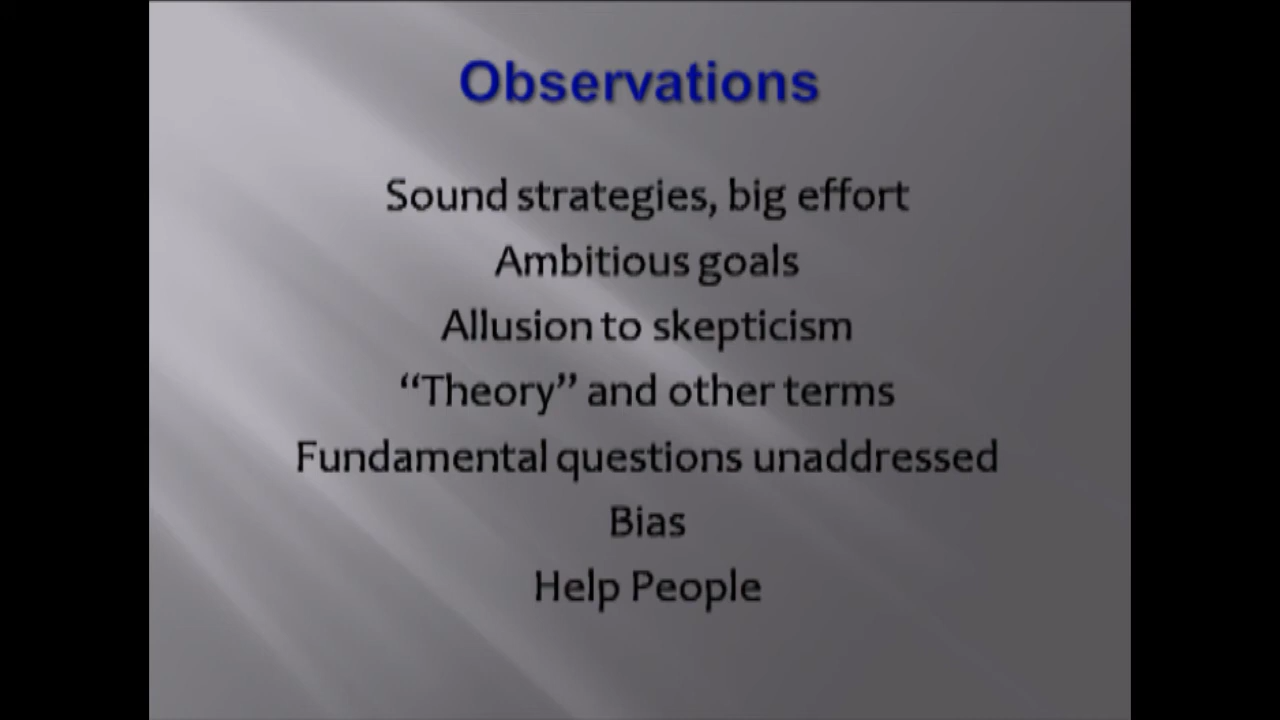 Observations
Sound strategies, big effort
Ambitious goals
Allusion to skepticism
“Theory” and other terms
Fundamental questions unaddressed
Bias
Help People